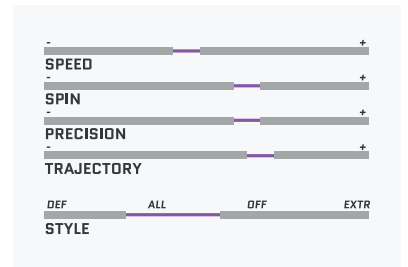 - +
SPEED
- +
SPIN
- +
PRECISION
- +
TRAJECTORY
DEF ALL OFF EXTR
STYLE